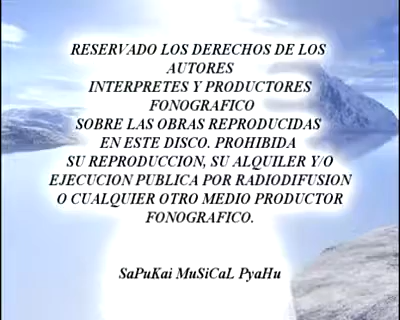 RESERVADO LOS DERECHOS DE LOS
AUTORES
INTERPRETES Y PRODUCTORES
FONOGRAFICO
SOBRE LAS OBRAS REPRODUCIDAS
EN ESTE DISCO. PROHIBIDA
SU REPRODUCCION, SU ALQUILER Y/O
EJECUCION PUBLICA POR RADIODIFUSION
O CUALQUIER OTRO MEDIO PRODUCTOR
FONOGRAFICO.
SaPuKai MuSiCaL PyaHu